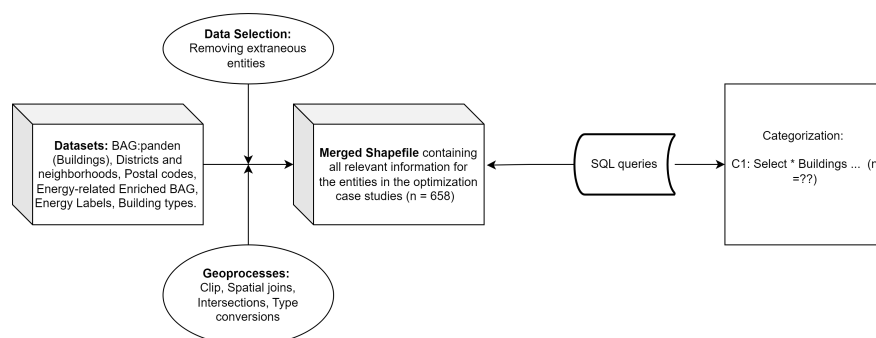 Data Selection:
Removing extraneous
entities
Datasets: BAG:panden
(Buildings), Districts and
neighborhoods, Postal codes,
Energy-related Enriched BAG,
Energy Labels, Building types.
Merged Shapefile containing
all relevant information for
the entities in the optimization
case studies (n = 658)
SQL queries
Categorization:
C1: Select * Buildings ... (n
=??)
Geoprocesses:
Clip, Spatial joins,
Intersections, Type
conversions